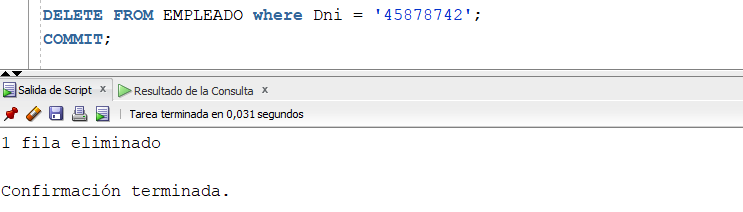 DELETE FROM EMPLEADO where Dni = '45878742';
COMMIT;
Salida de Script x Resultado de la Consulta x
Tarea terminada en 0,031 segundos
1 fila eliminado
Confirmación terminada.